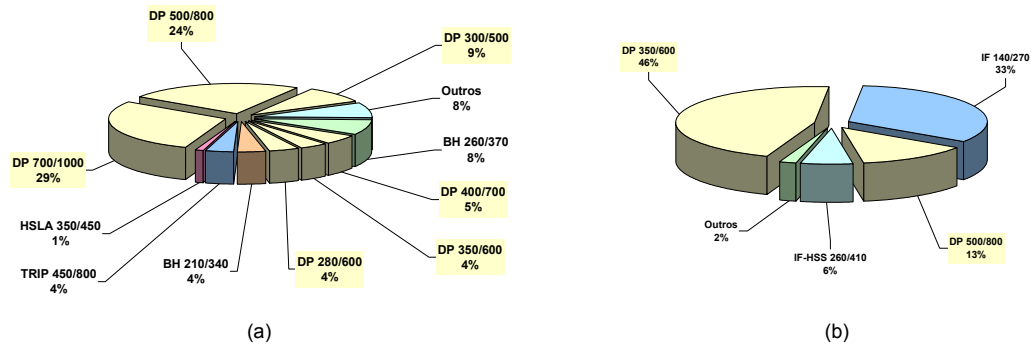 DP 500/800
24%
DP 300/500
9%
Outros
8%
BH 260/370
8%
DP 400/700
5%
DP 350/600
4%
DP 280/600
4%
BH 210/340
4%
TRIP 450/800
4%
HSLA 350/450
1%
DP 700/1000
29%
(a)
DP 350/600
46%
IF 140/270
33%
DP 500/800
13%
IF-HSS 260/410
6%
Outros
2%
(b)